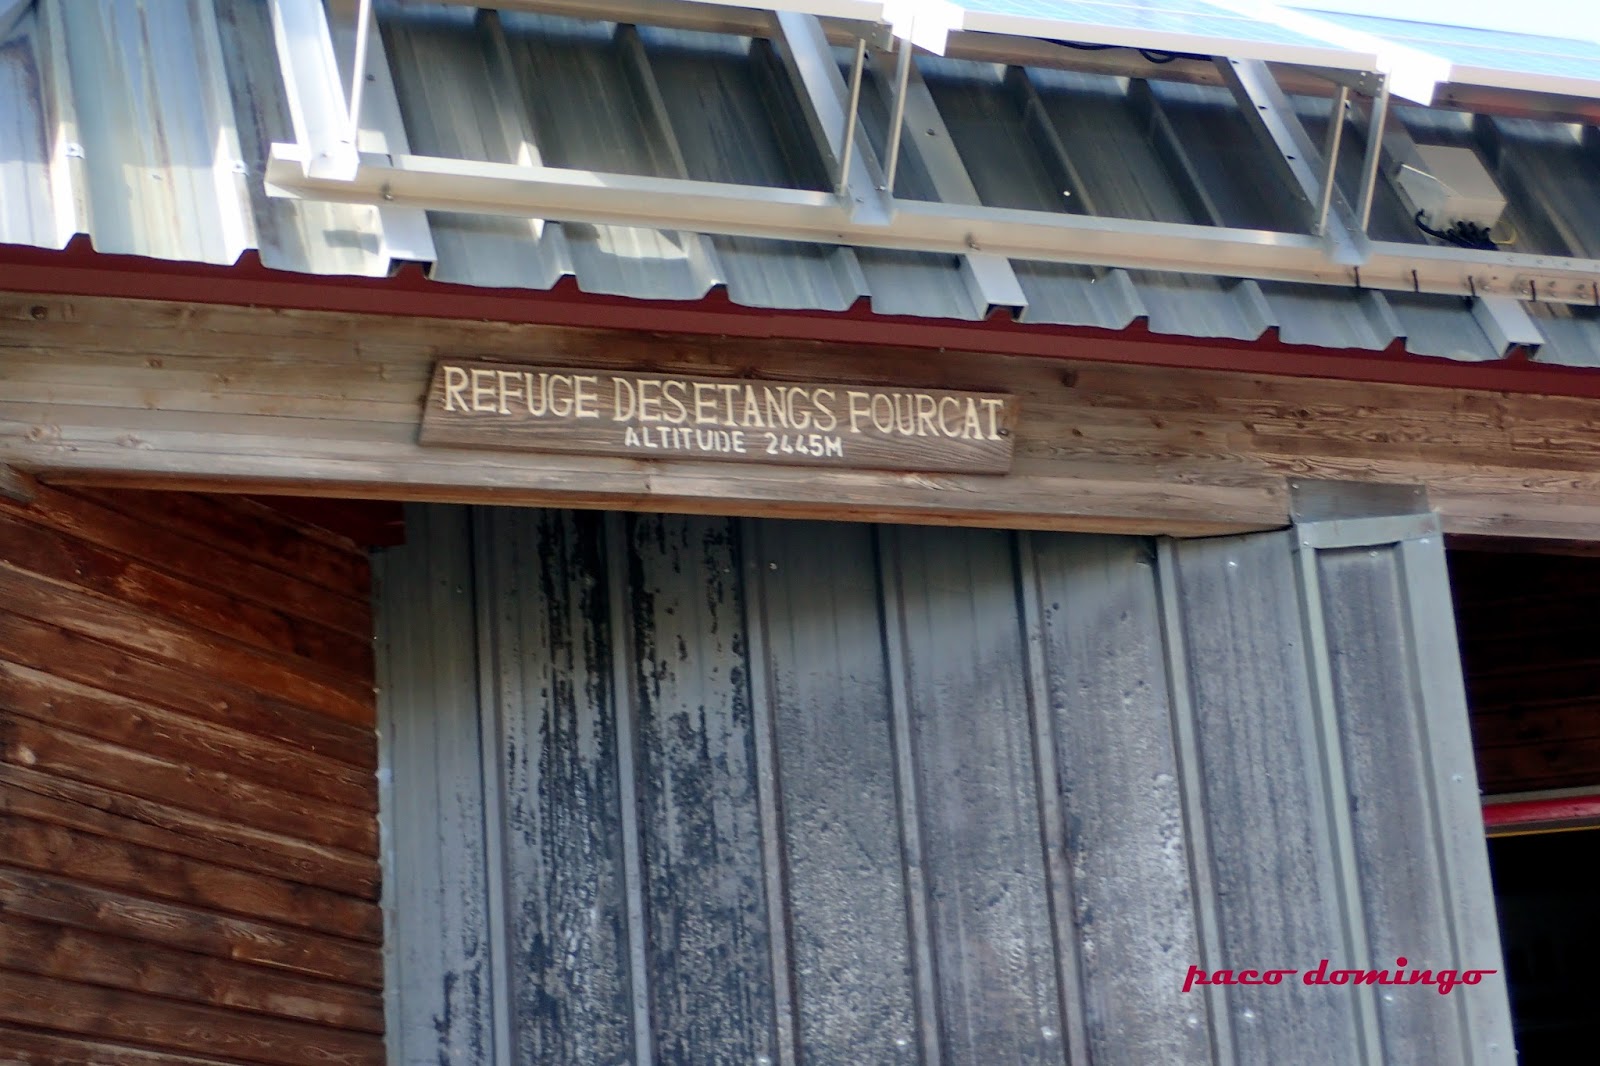 REFUGE DES ETANGS FOURCAT
ALTITUDE 2445M
paco domingo